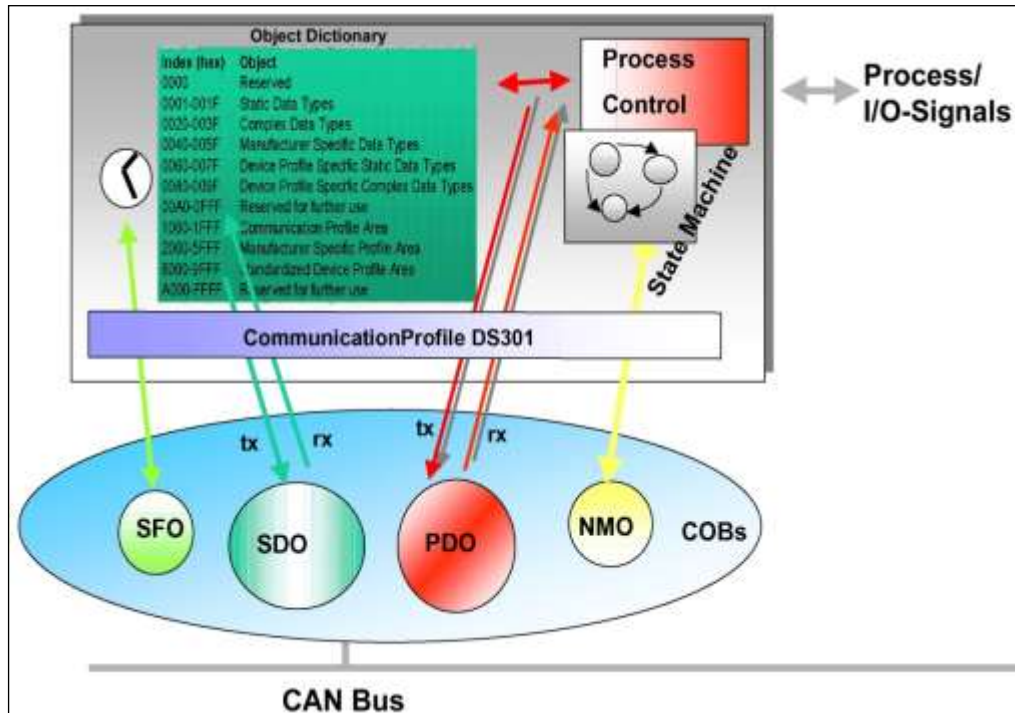 Object Dictionary
Index (hex) Object
0000 Reserved
0001-001F Static Data Types
0020-003F Complex Data Types
0040-005F Manufacturer Specific Data Types
0060-007F Device Profile Specific Static Data Types
0080-009F Device Profile Specific Complex Data Types
00A0-0FFF Reserved for further use
1000-1FFF Communication Profile Area
2000-5FFF Manufacturer Specific Profile Area
6000-9FFF Standardized Device Profile Area
A000-FFFF Reserved for further use
Process
Control
State Machine
Process/
I/O-Signals
CommunicationProfile DS301
tx rx tx rx
SFO SDO PDO NMO COBs
CAN Bus